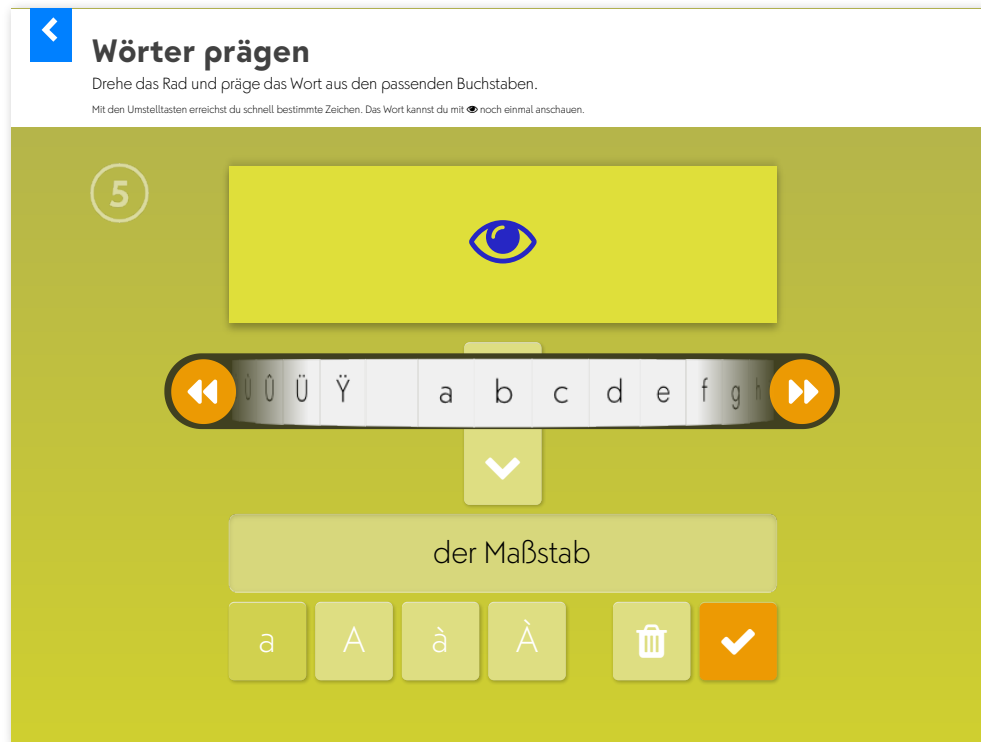 Wörter prägen
Drehe das Rad und präge das Wort aus den passenden Buchstaben.
Mit den Umstelltasten erreichst du schnell bestimmte Zeichen. Das Wort kannst du mit 👁 noch einmal anschauen.
5
Ù Û Ü Ÿ a b c d e f g h
der Maßstab
a A à À